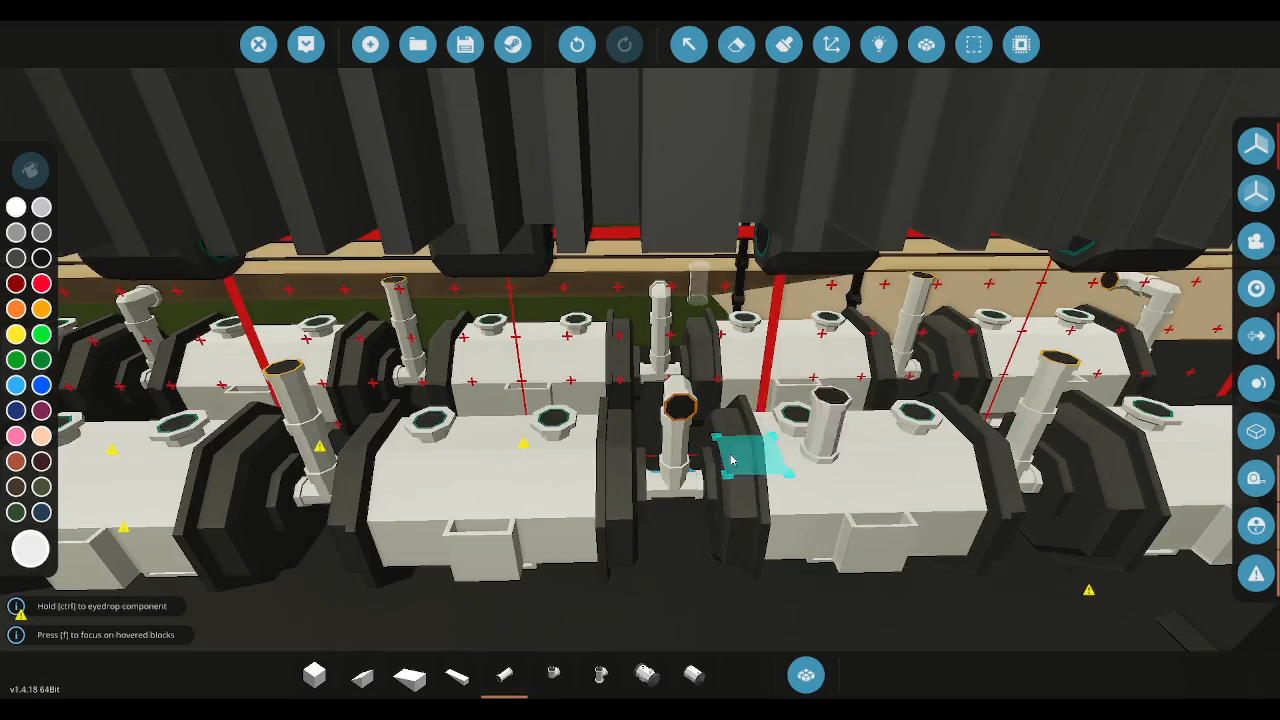 Hold [ctrl] to eyedrop component
Press [f] to focus on hovered blocks
v1.4.18 64Bit